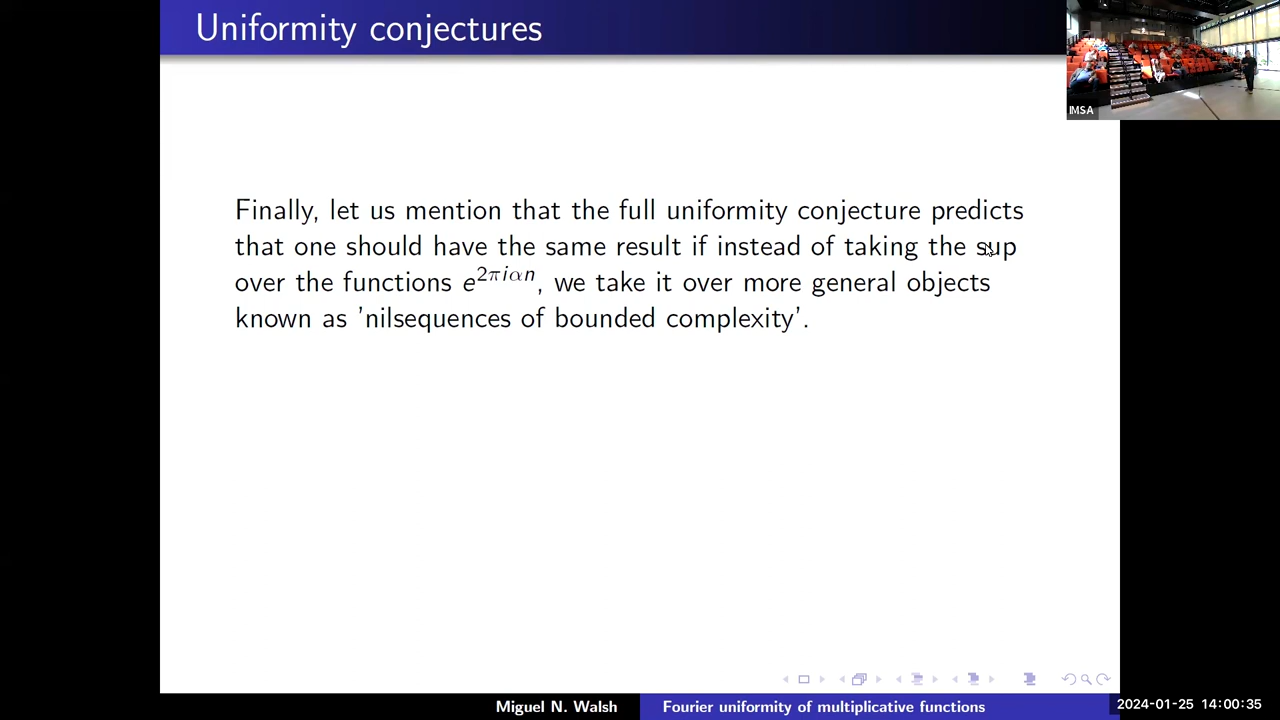 Uniformity conjectures
IMSA
Finally, let us mention that the full uniformity conjecture predicts
that one should have the same result if instead of taking the sup
over the functions e^{2πiαn}, we take it over more general objects
known as 'nilsequences of bounded complexity'.
Miguel N. Walsh
Fourier uniformity of multiplicative functions
2024-01-25 14:00:35